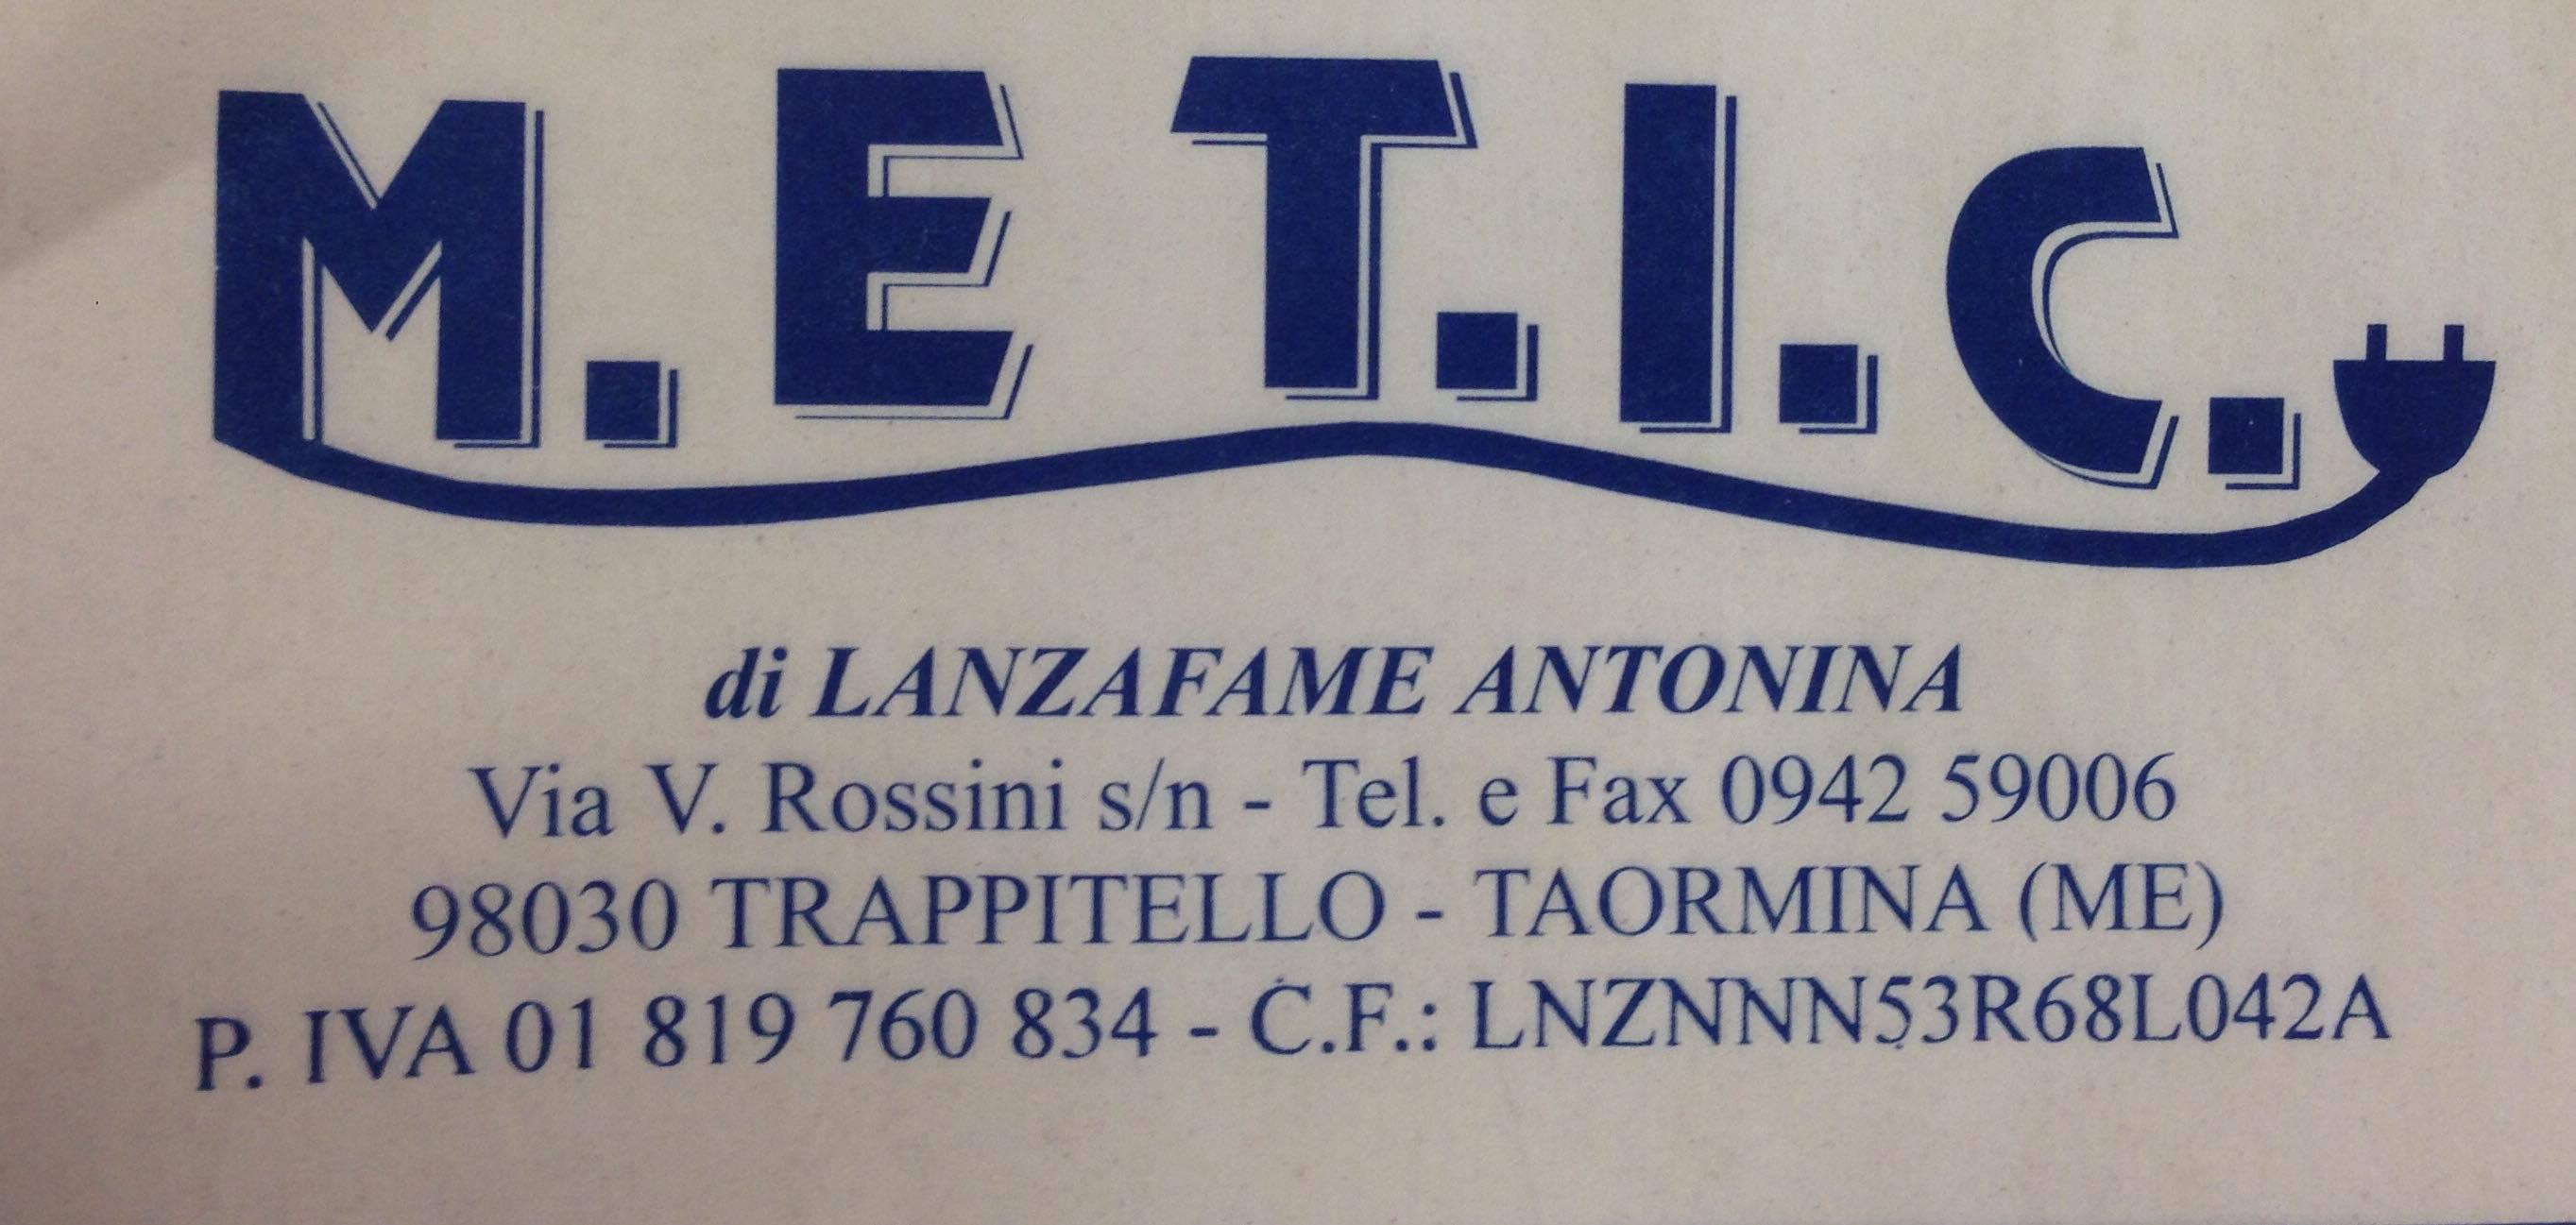 M. E T. I. C.
di LANZAFAME ANTONINA
Via V. Rossini s/n - Tel. e Fax 0942 59006
98030 TRAPPITELLO - TAORMINA (ME)
P. IVA 01 819 760 834 - C.F.: LNZNNN53R68L042A